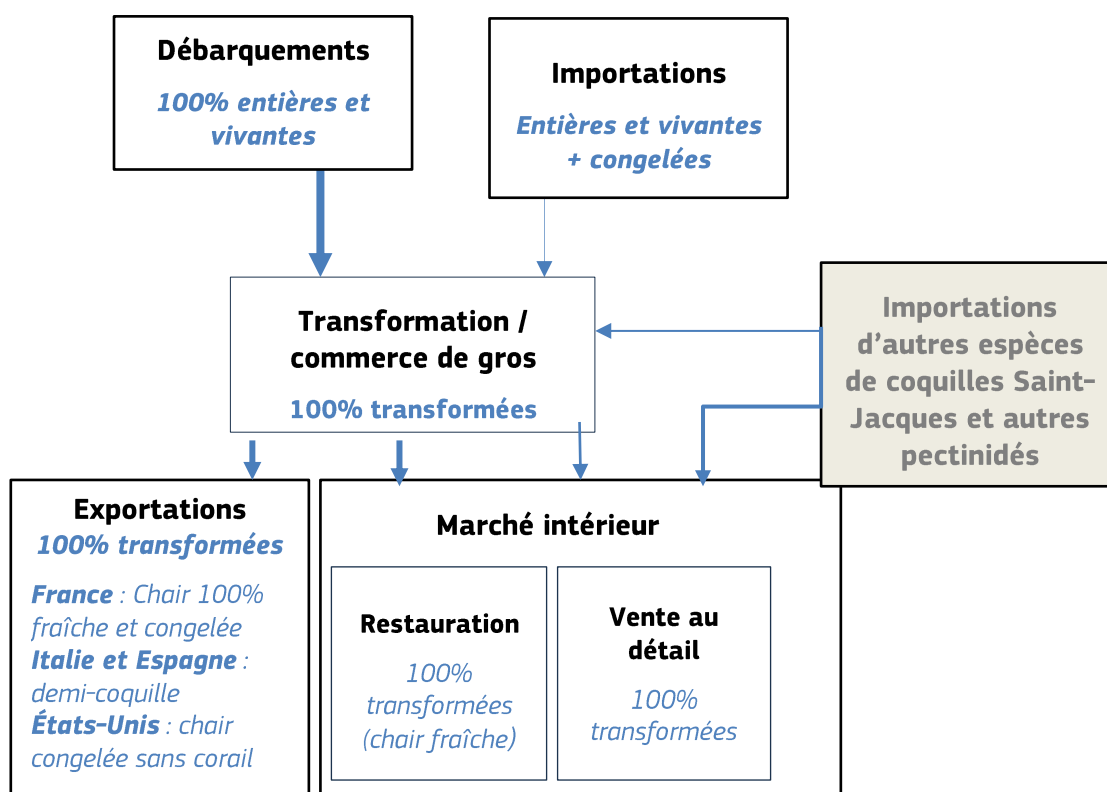 Débarquements
100% entières et
vivantes
Importations
Entières et vivantes
+ congelées
Transformation /
commerce de gros
100% transformées
Importations
d’autres espèces
de coquilles Saint-
Jacques et autres
pectinidés
Exportations
100% transformées
France : Chair 100%
fraîche et congelée
Italie et Espagne :
demi-coquille
États-Unis : chair
congelée sans corail
Marché intérieur
Restauration
100%
transformées
(chair fraîche)
Vente au
détail
100%
transformées